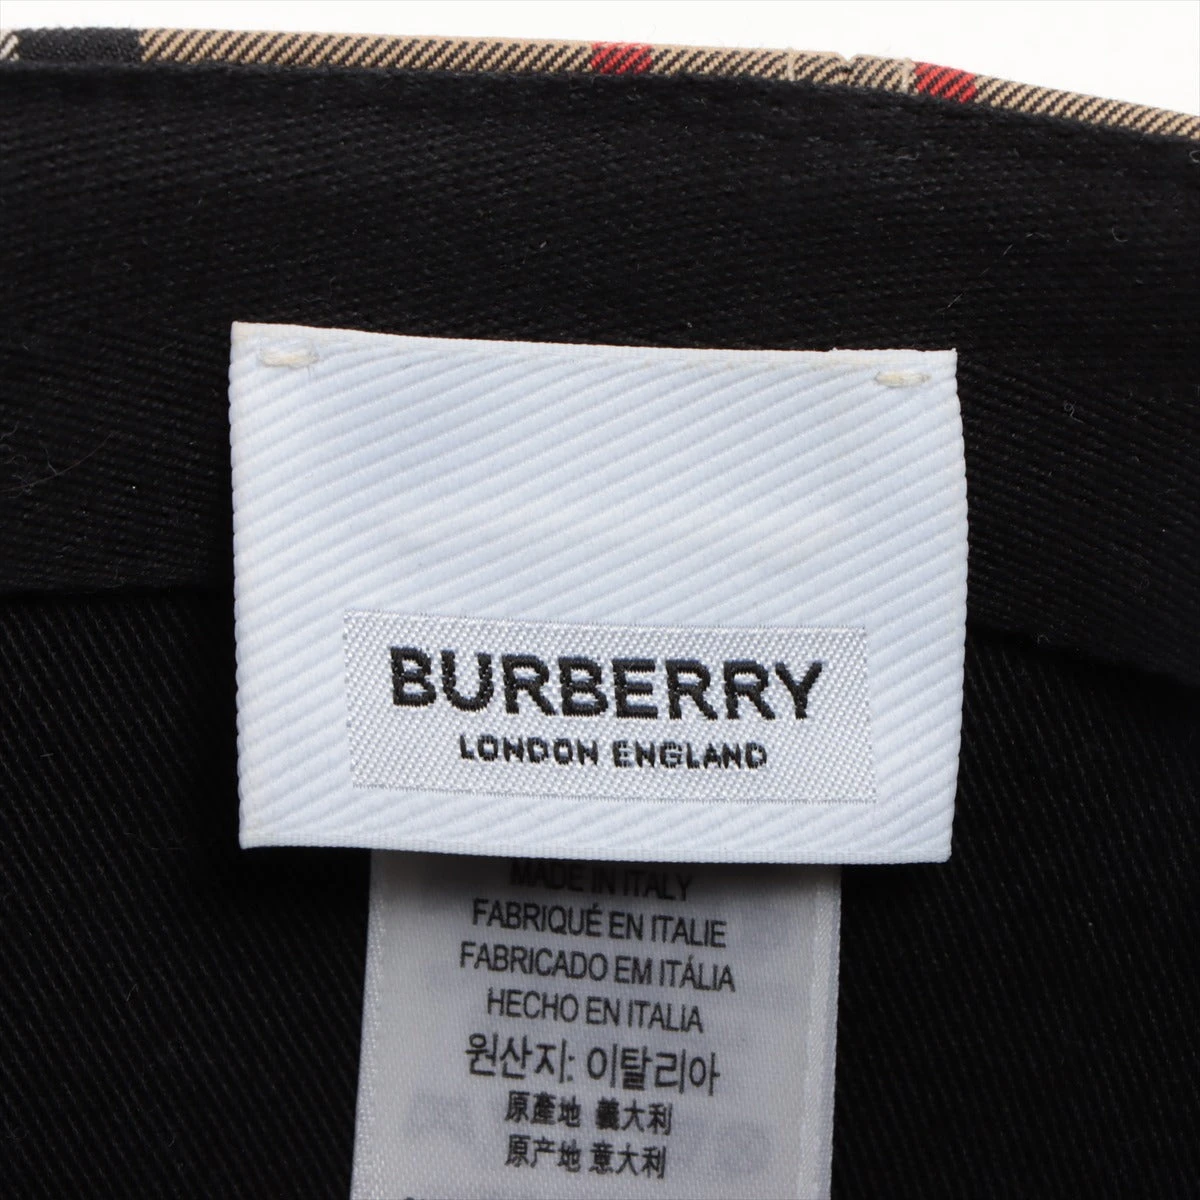 BURBERRY
LONDON ENGLAND
MADE IN ITALY
FABRIQUÉ EN ITALIE
FABRICADO EM ITÁLIA
HECHO EN ITALIA
원산지: 이탈리아
原產地 義大利
原产地 意大利